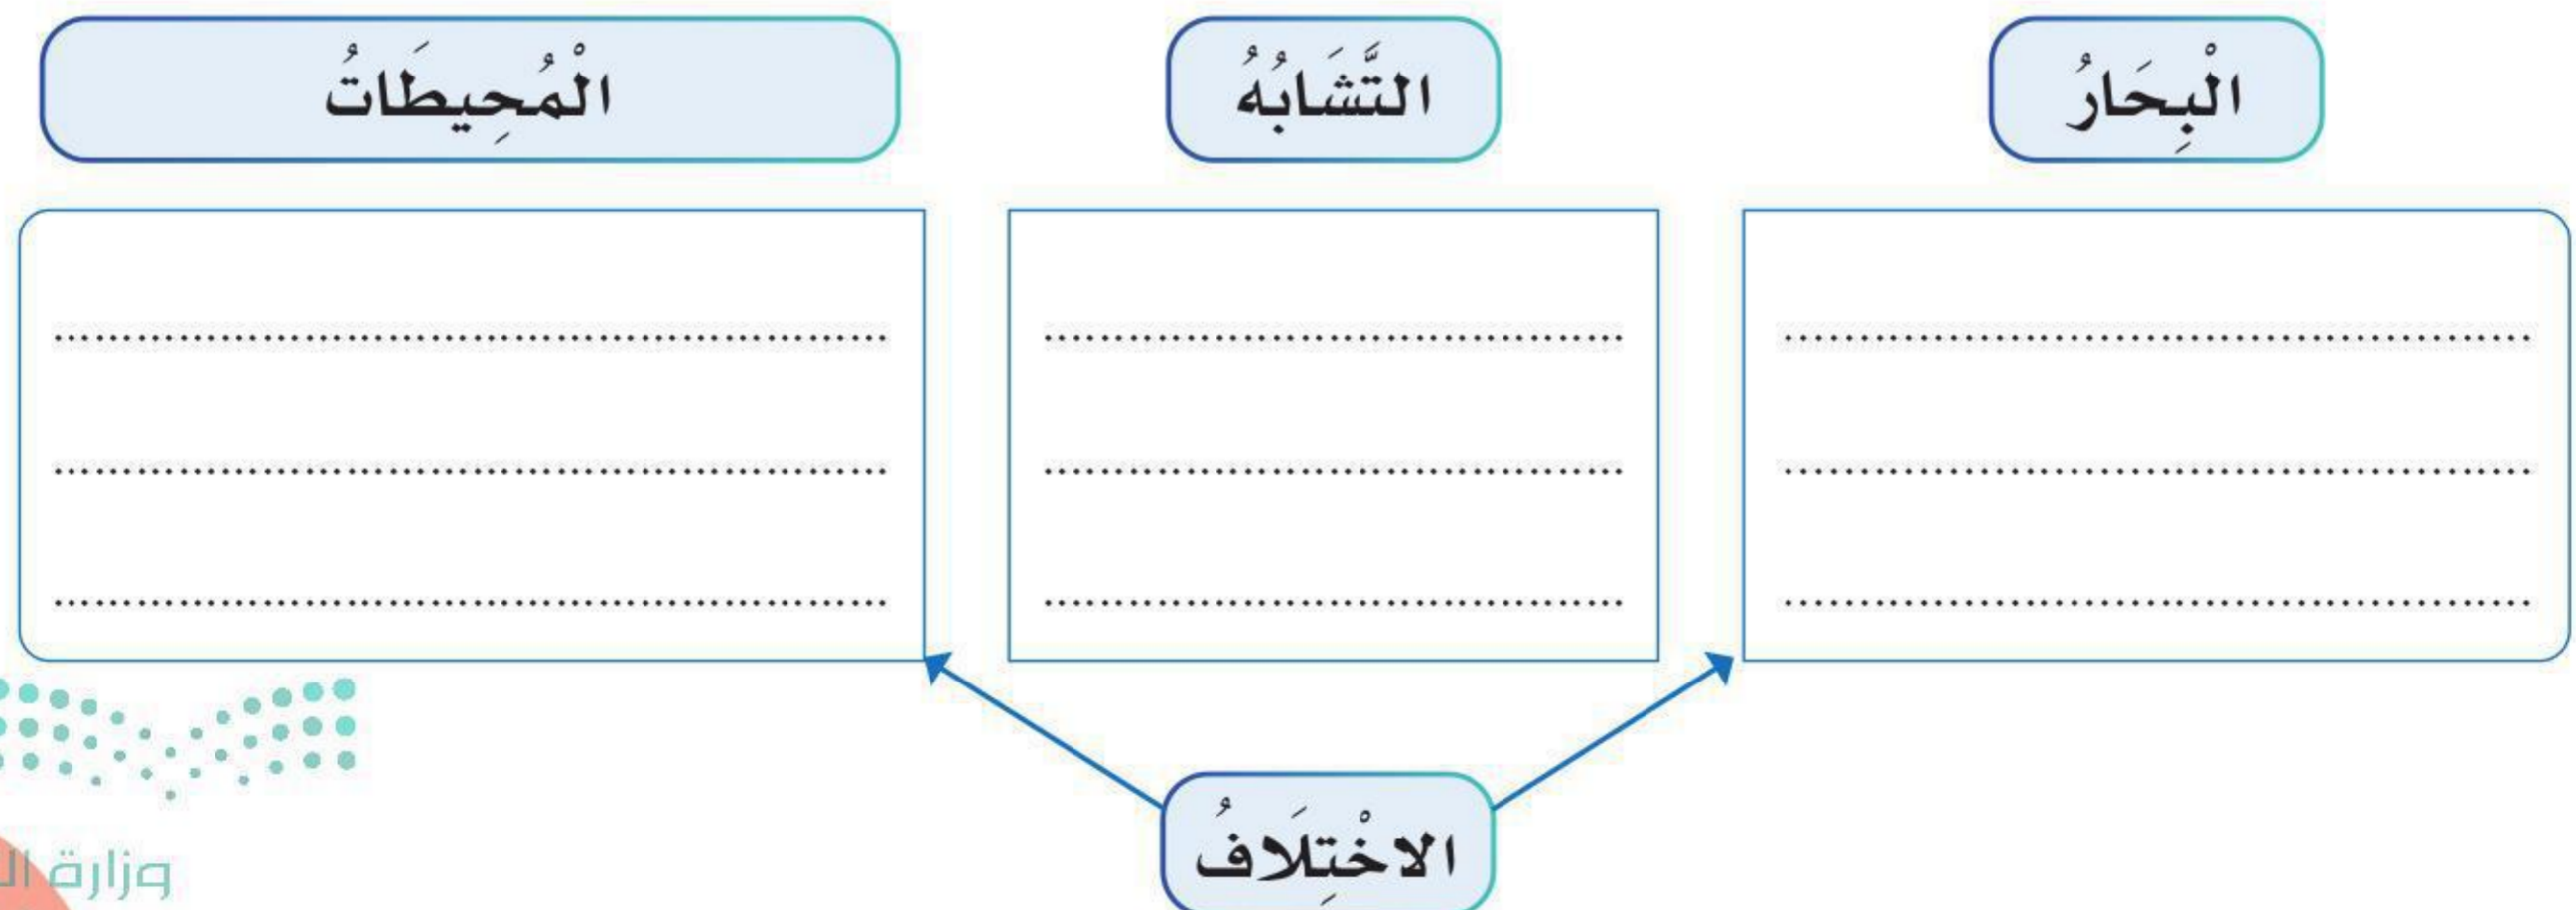 الْبِحَارُ
التَّشَابُهُ
الْمُحِيطَاتُ
الاخْتِلَافُ
وزارة